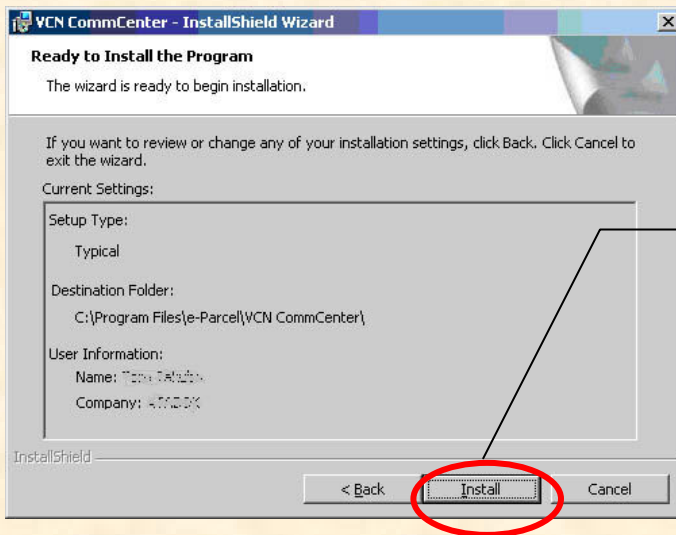 VCN CommCenter - InstallShield Wizard
Ready to Install the Program
The wizard is ready to begin installation.
If you want to review or change any of your installation settings, click Back. Click Cancel to
exit the wizard.
Current Settings:
Setup Type:
Typical
Destination Folder:
C:\Program Files\e-Parcel\VCN CommCenter\
User Information:
Name:
Company:
InstallShield
< Back
Install
Cancel